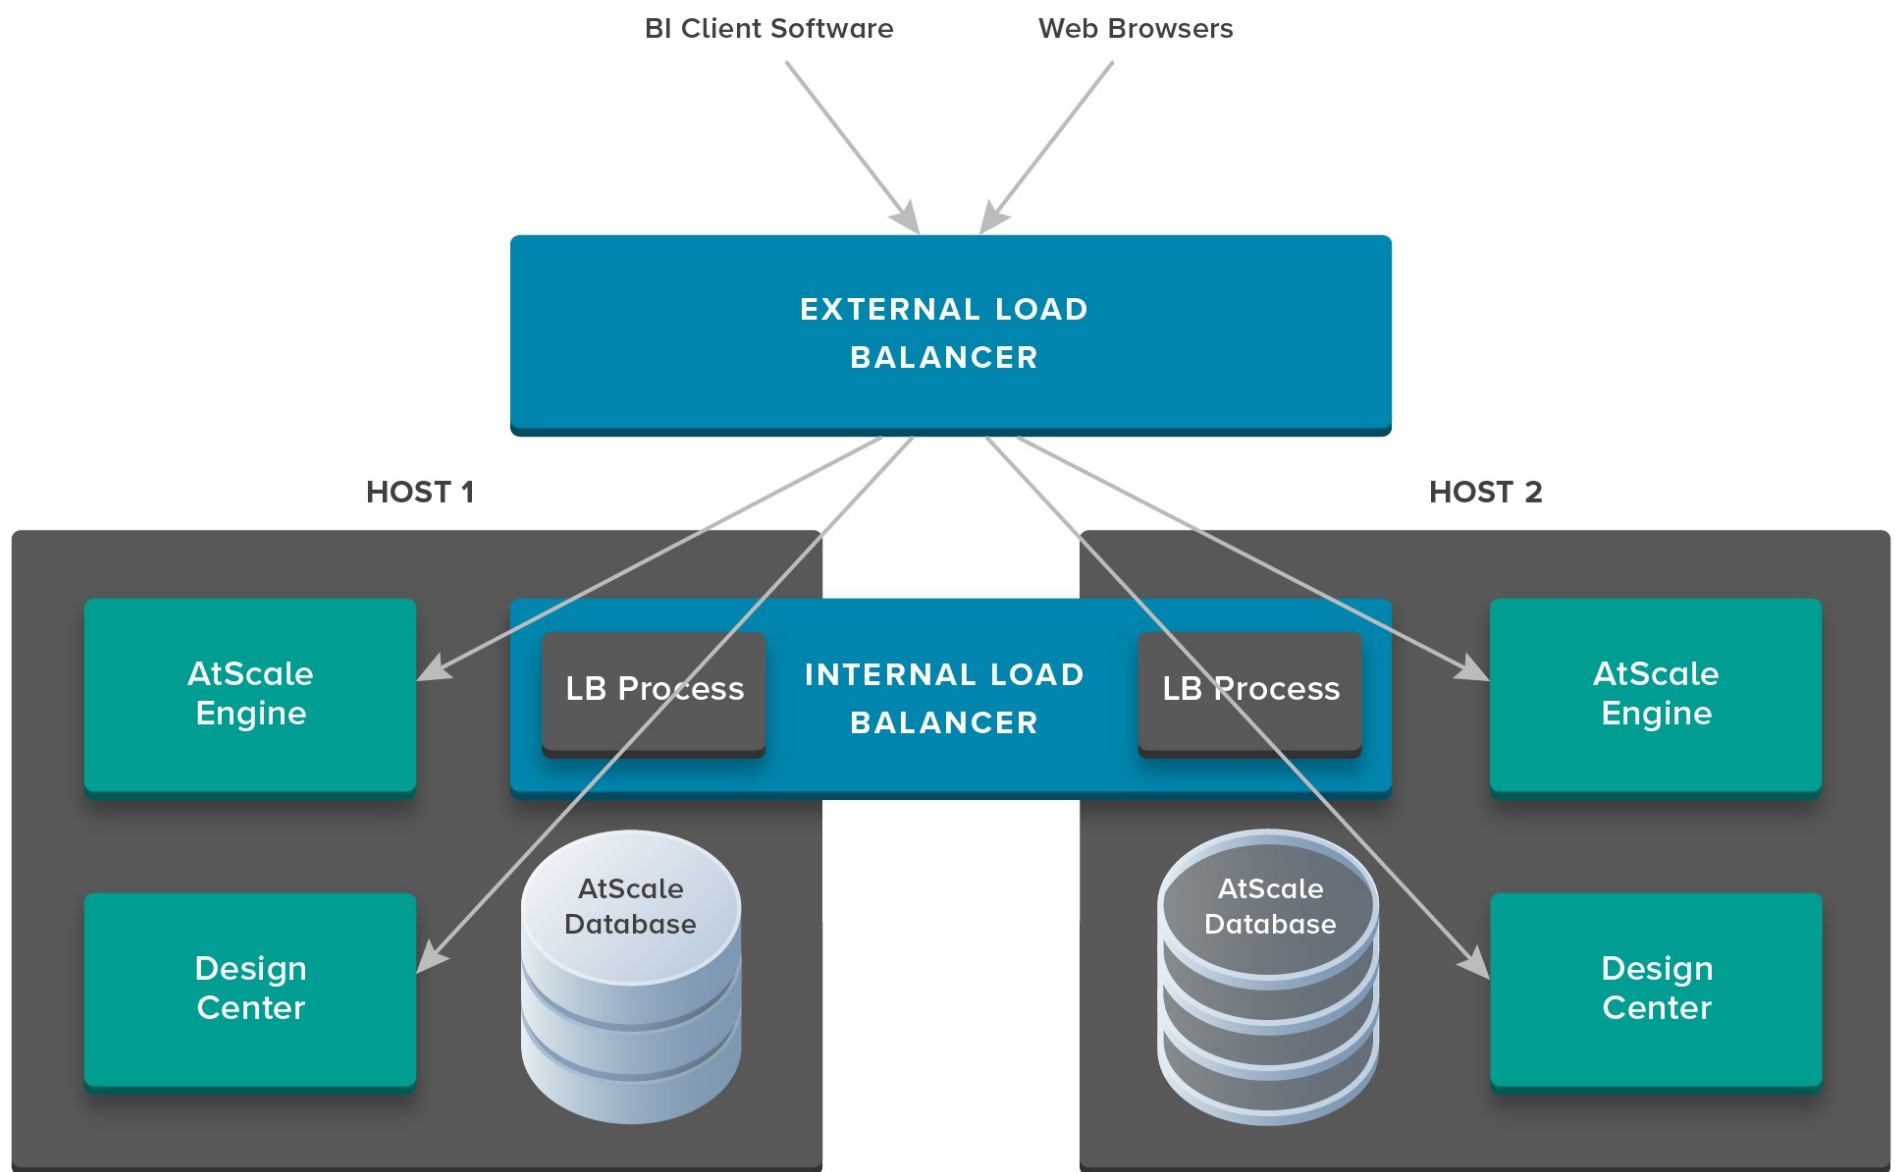 BI Client Software
Web Browsers
EXTERNAL LOAD
BALANCER
HOST 1
HOST 2
AtScale
Engine
LB Process
INTERNAL LOAD
BALANCER
LB Process
AtScale
Engine
Design
Center
AtScale
Database
AtScale
Database
Design
Center